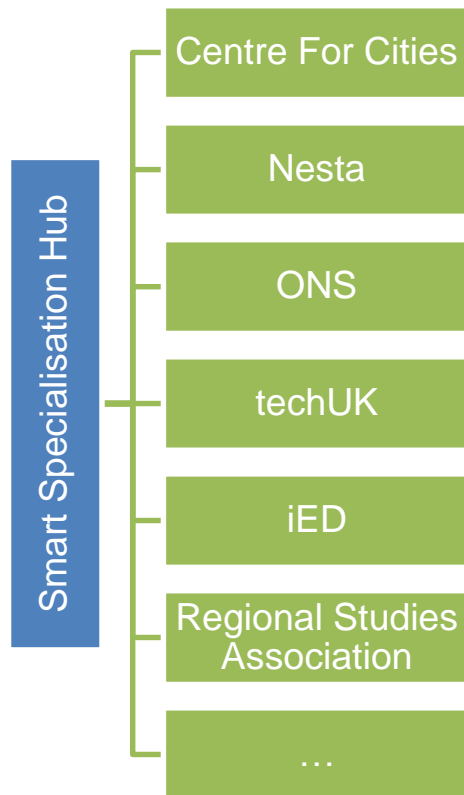 Smart Specialisation Hub
Centre For Cities
Nesta
ONS
techUK
iED
Regional Studies
Association
…